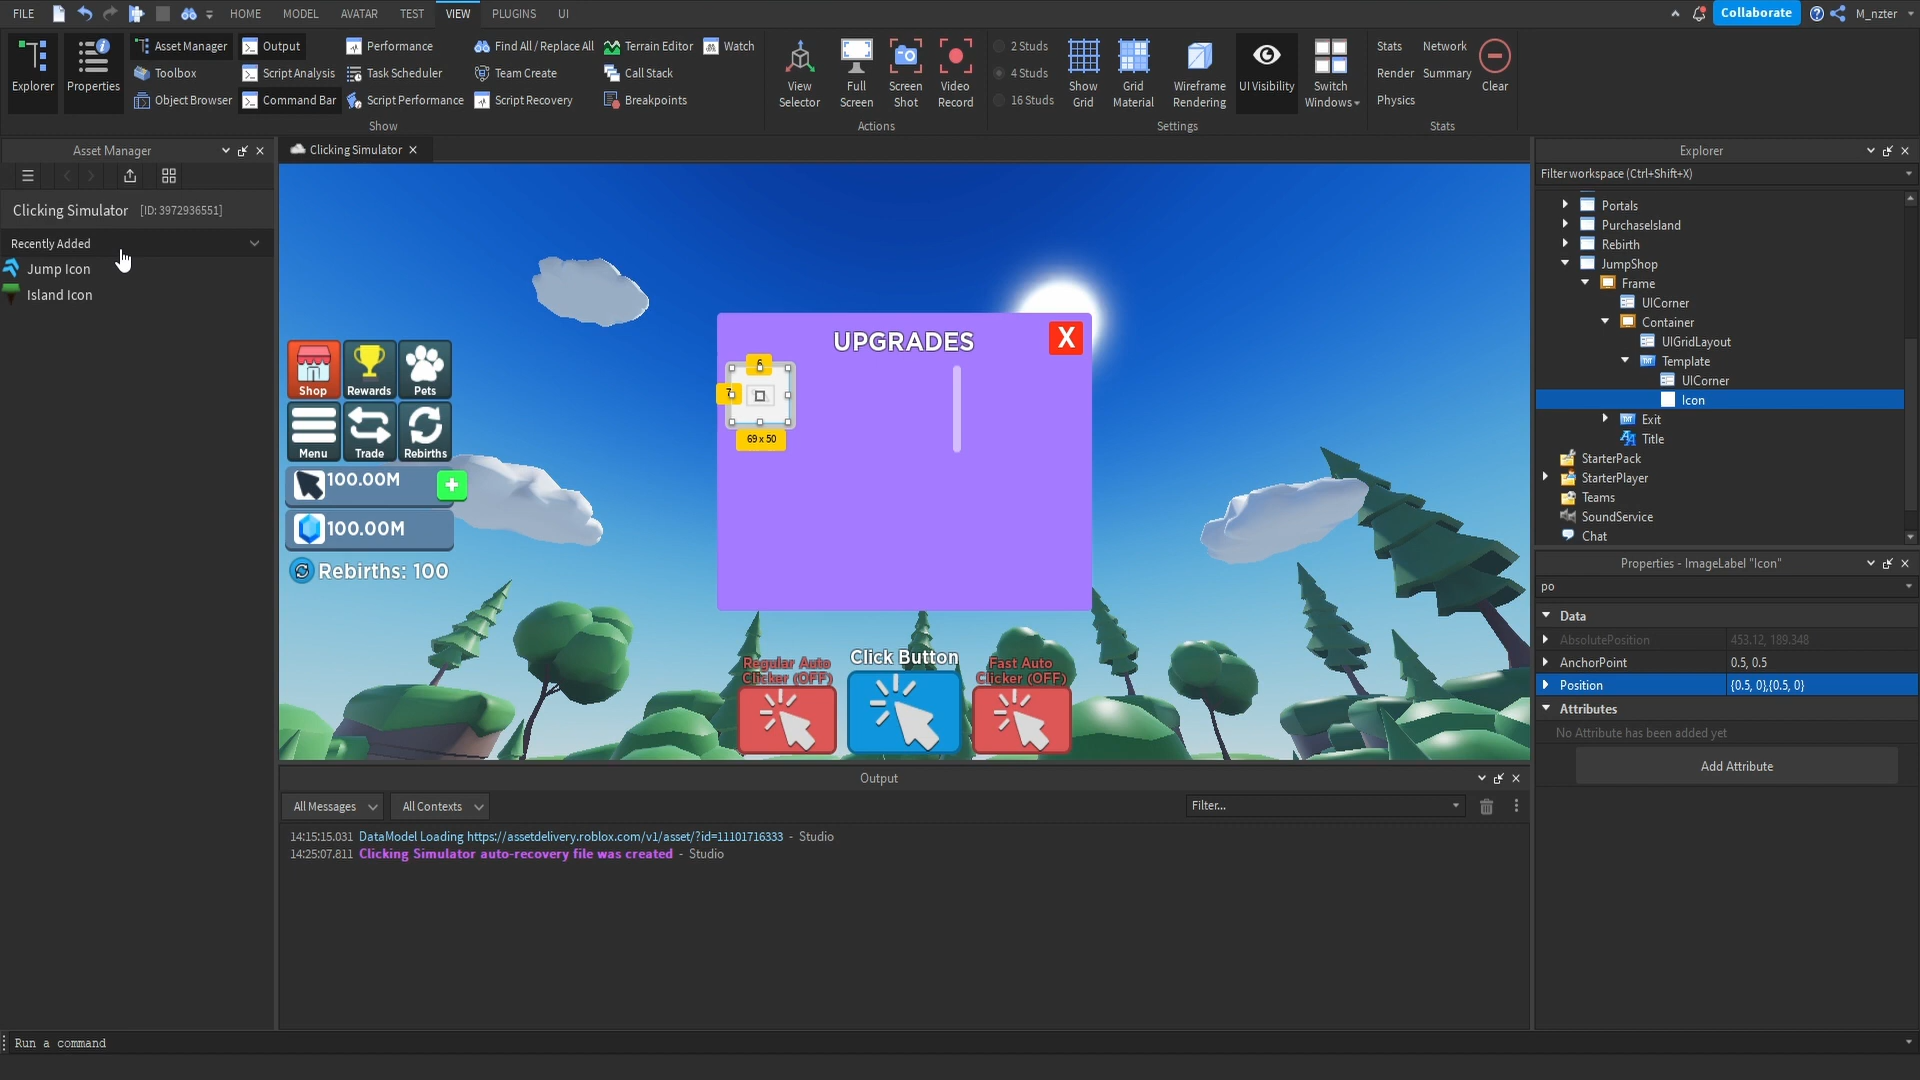 FILE HOME MODEL AVATAR TEST VIEW PLUGINS UI Collaborate M_nzter
Explorer
Properties
Asset Manager
Toolbox
Object Browser
Output
Script Analysis
Command Bar
Performance
Task Scheduler
Script Performance
Find All / Replace All
Team Create
Script Recovery
Terrain Editor
Call Stack
Breakpoints
Watch
Show
View
Selector
Full
Screen
Screen
Shot
Video
Record
Actions
2 Studs
4 Studs
16 Studs
Show
Grid
Grid
Material
Wireframe
Rendering
UI Visibility
Switch
Windows
Settings
Stats
Render
Physics
Network
Summary
Clear
Stats
Asset Manager
Clicking Simulator [ID: 3972936551]
Recently Added
Jump Icon
Island Icon
Clicking Simulator
UPGRADES
X
6
69 x 50
Shop
Rewards
Pets
Menu
Trade
Rebirths
100.00M
+
100.00M
Rebirths: 100
Regular Auto
Clicker (OFF)
Click Button
Fast Auto
Clicker (OFF)
Output
All Messages
All Contexts
Filter...
14:15:15.031 DataModel Loading https://assetdelivery.roblox.com/v1/asset/?id=11101716333 - Studio
14:25:07.811 Clicking Simulator auto-recovery file was created - Studio
Run a command
Explorer
Filter workspace (Ctrl+Shift+X)
Portals
PurchaseIsland
Rebirth
JumpShop
Frame
UICorner
Container
UIGridLayout
Template
UICorner
Icon
Exit
Title
StarterPack
StarterPlayer
Teams
SoundService
Chat
Properties - ImageLabel "Icon"
po
Data
AbsolutePosition 453.12, 189.348
AnchorPoint 0.5, 0.5
Position {0.5, 0},{0.5, 0}
Attributes
No Attribute has been added yet
Add Attribute